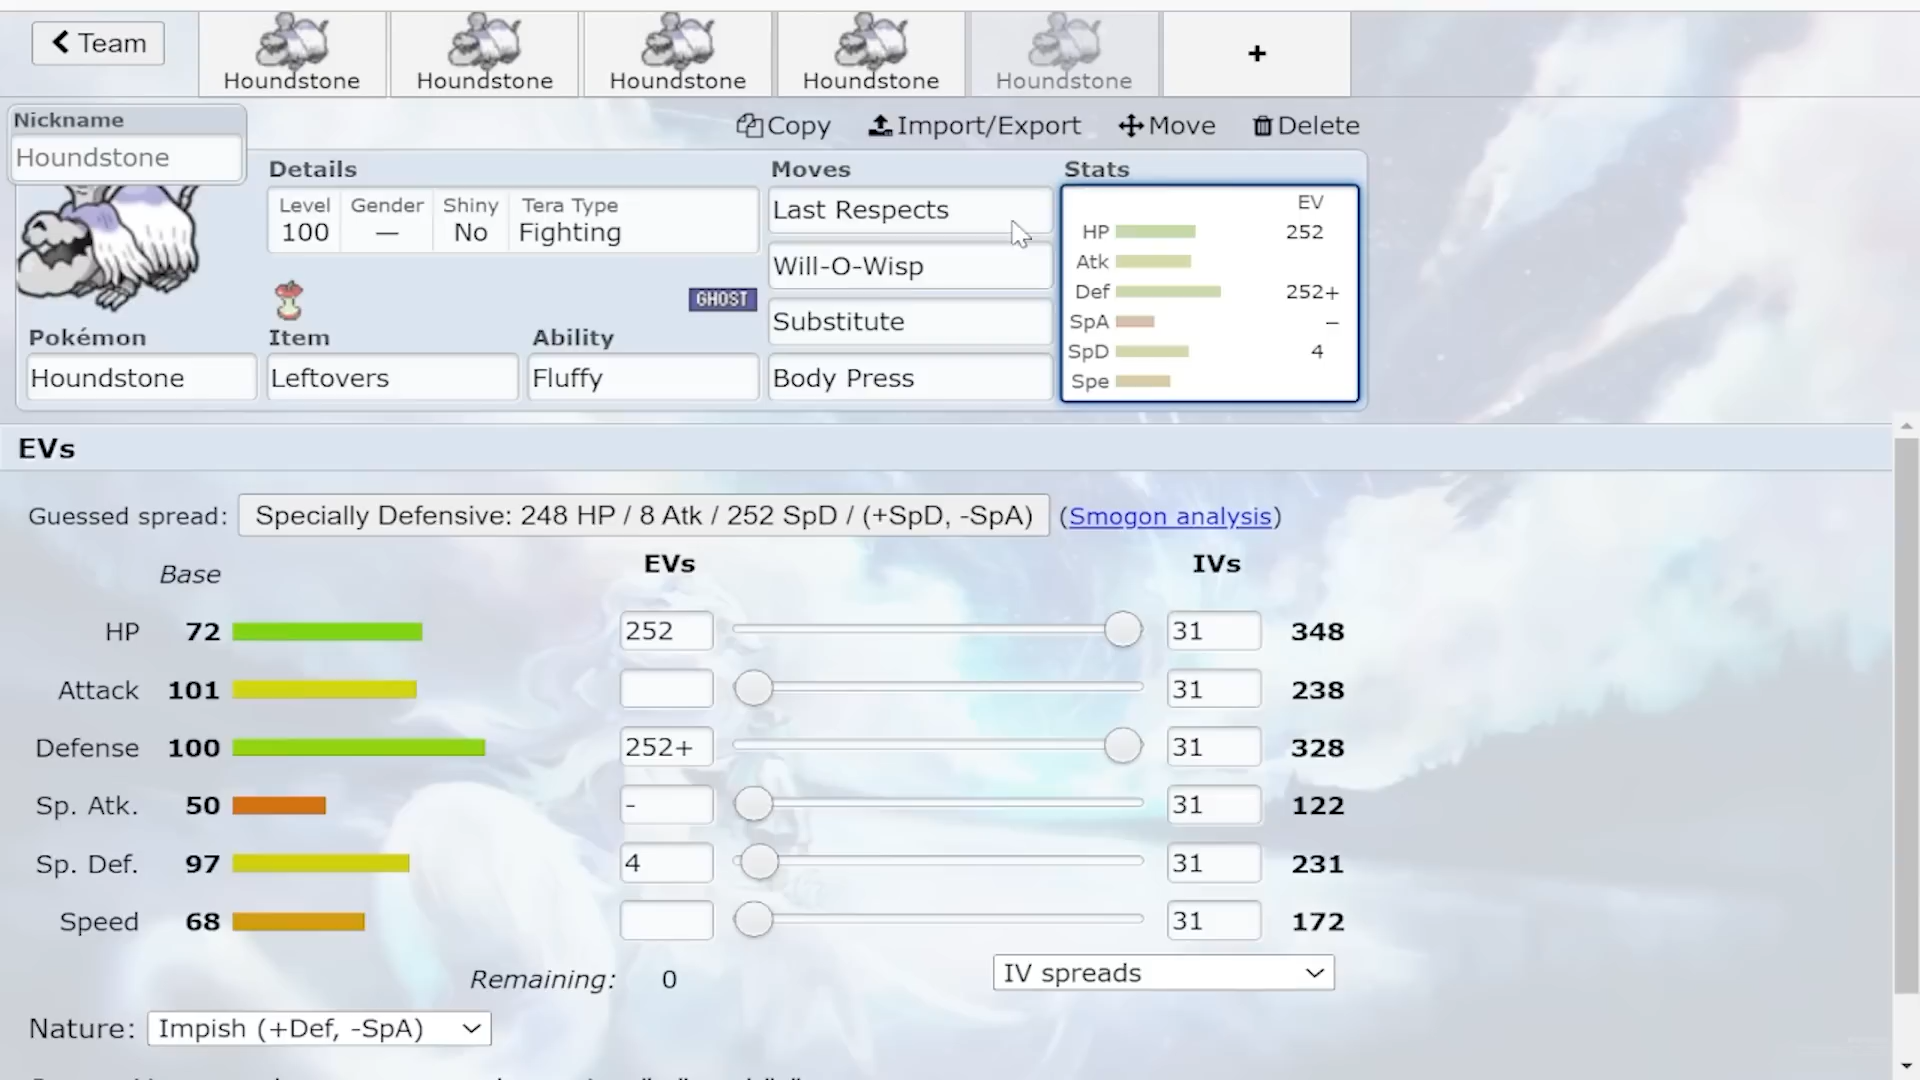 Team
Houndstone
Houndstone
Houndstone
Houndstone
Houndstone
+
Copy
Import/Export
Move
Delete
Nickname
Houndstone
Details
Level
100
Gender
—
Shiny
No
Tera Type
Fighting
GHOST
Pokémon
Houndstone
Item
Leftovers
Ability
Fluffy
Moves
Last Respects
Will-O-Wisp
Substitute
Body Press
Stats
EV
HP 252
Atk
Def 252+
SpA –
SpD 4
Spe
EVs
Guessed spread: Specially Defensive: 248 HP / 8 Atk / 252 SpD / (+SpD, -SpA) (Smogon analysis)
Base EVs IVs
HP 72 252 31 348
Attack 101 31 238
Defense 100 252+ 31 328
Sp. Atk. 50 - 31 122
Sp. Def. 97 4 31 231
Speed 68 31 172
Remaining: 0
IV spreads
Nature: Impish (+Def, -SpA)